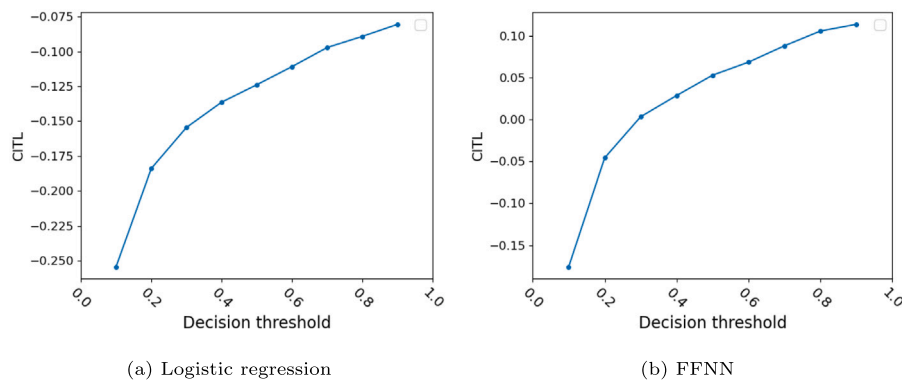 −0.075
−0.100
−0.125
−0.150
−0.175
−0.200
−0.225
−0.250
CITL
0.0 0.2 0.4 0.6 0.8 1.0
Decision threshold
(a) Logistic regression
0.10
0.05
0.00
−0.05
−0.10
−0.15
CITL
0.0 0.2 0.4 0.6 0.8 1.0
Decision threshold
(b) FFNN